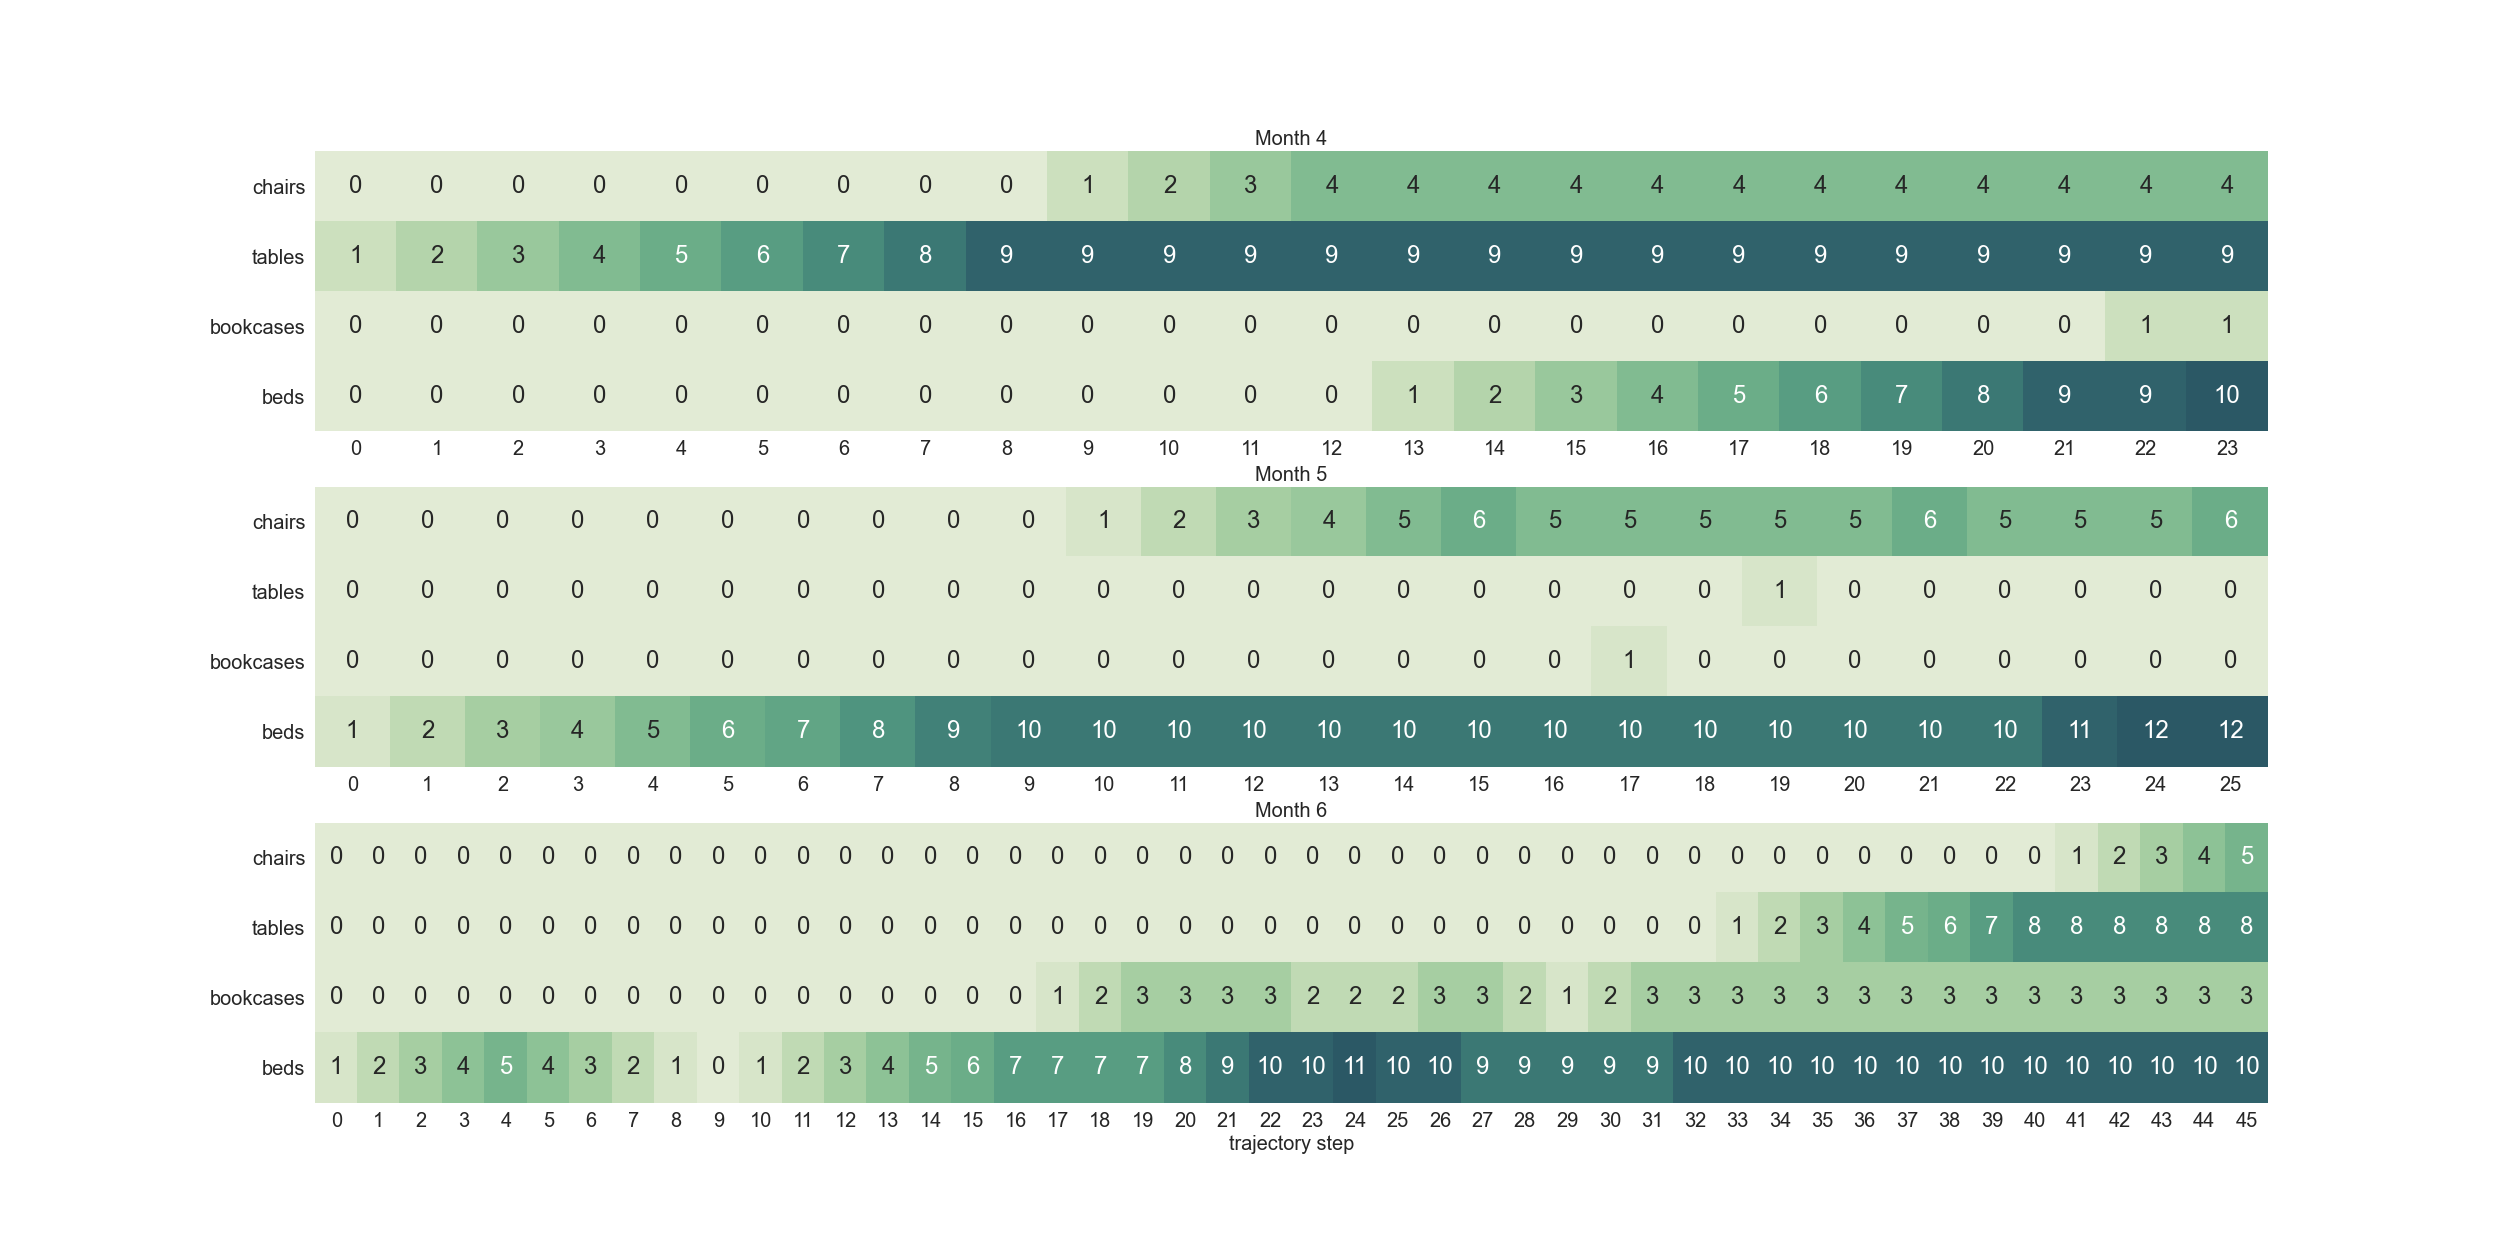 Month 4
chairs 0 0 0 0 0 0 0 0 0 1 2 3 4 4 4 4 4 4 4 4 4 4 4 4
tables 1 2 3 4 5 6 7 8 9 9 9 9 9 9 9 9 9 9 9 9 9 9 9 9
bookcases 0 0 0 0 0 0 0 0 0 0 0 0 0 0 0 0 0 0 0 0 0 0 1 1
beds 0 0 0 0 0 0 0 0 0 0 0 0 0 1 2 3 4 5 6 7 8 9 9 10
0 1 2 3 4 5 6 7 8 9 10 11 12 13 14 15 16 17 18 19 20 21 22 23
Month 5
chairs 0 0 0 0 0 0 0 0 0 0 1 2 3 4 5 6 5 5 5 5 5 6 5 5 5 6
tables 0 0 0 0 0 0 0 0 0 0 0 0 0 0 0 0 0 0 0 1 0 0 0 0 0 0
bookcases 0 0 0 0 0 0 0 0 0 0 0 0 0 0 0 0 0 1 0 0 0 0 0 0 0 0
beds 1 2 3 4 5 6 7 8 9 10 10 10 10 10 10 10 10 10 10 10 10 10 10 11 12 12
0 1 2 3 4 5 6 7 8 9 10 11 12 13 14 15 16 17 18 19 20 21 22 23 24 25
Month 6
chairs 0 0 0 0 0 0 0 0 0 0 0 0 0 0 0 0 0 0 0 0 0 0 0 0 0 0 0 0 0 0 0 0 0 0 0 0 0 0 0 0 0 1 2 3 4 5
tables 0 0 0 0 0 0 0 0 0 0 0 0 0 0 0 0 0 0 0 0 0 0 0 0 0 0 0 0 0 0 0 0 0 1 2 3 4 5 6 7 8 8 8 8 8 8
bookcases 0 0 0 0 0 0 0 0 0 0 0 0 0 0 0 0 0 1 2 3 3 3 3 2 2 2 3 3 2 1 2 3 3 3 3 3 3 3 3 3 3 3 3 3 3 3
beds 1 2 3 4 5 4 3 2 1 0 1 2 3 4 5 6 7 7 7 7 8 9 10 10 11 10 10 9 9 9 9 9 10 10 10 10 10 10 10 10 10 10 10 10 10 10
0 1 2 3 4 5 6 7 8 9 10 11 12 13 14 15 16 17 18 19 20 21 22 23 24 25 26 27 28 29 30 31 32 33 34 35 36 37 38 39 40 41 42 43 44 45
trajectory step